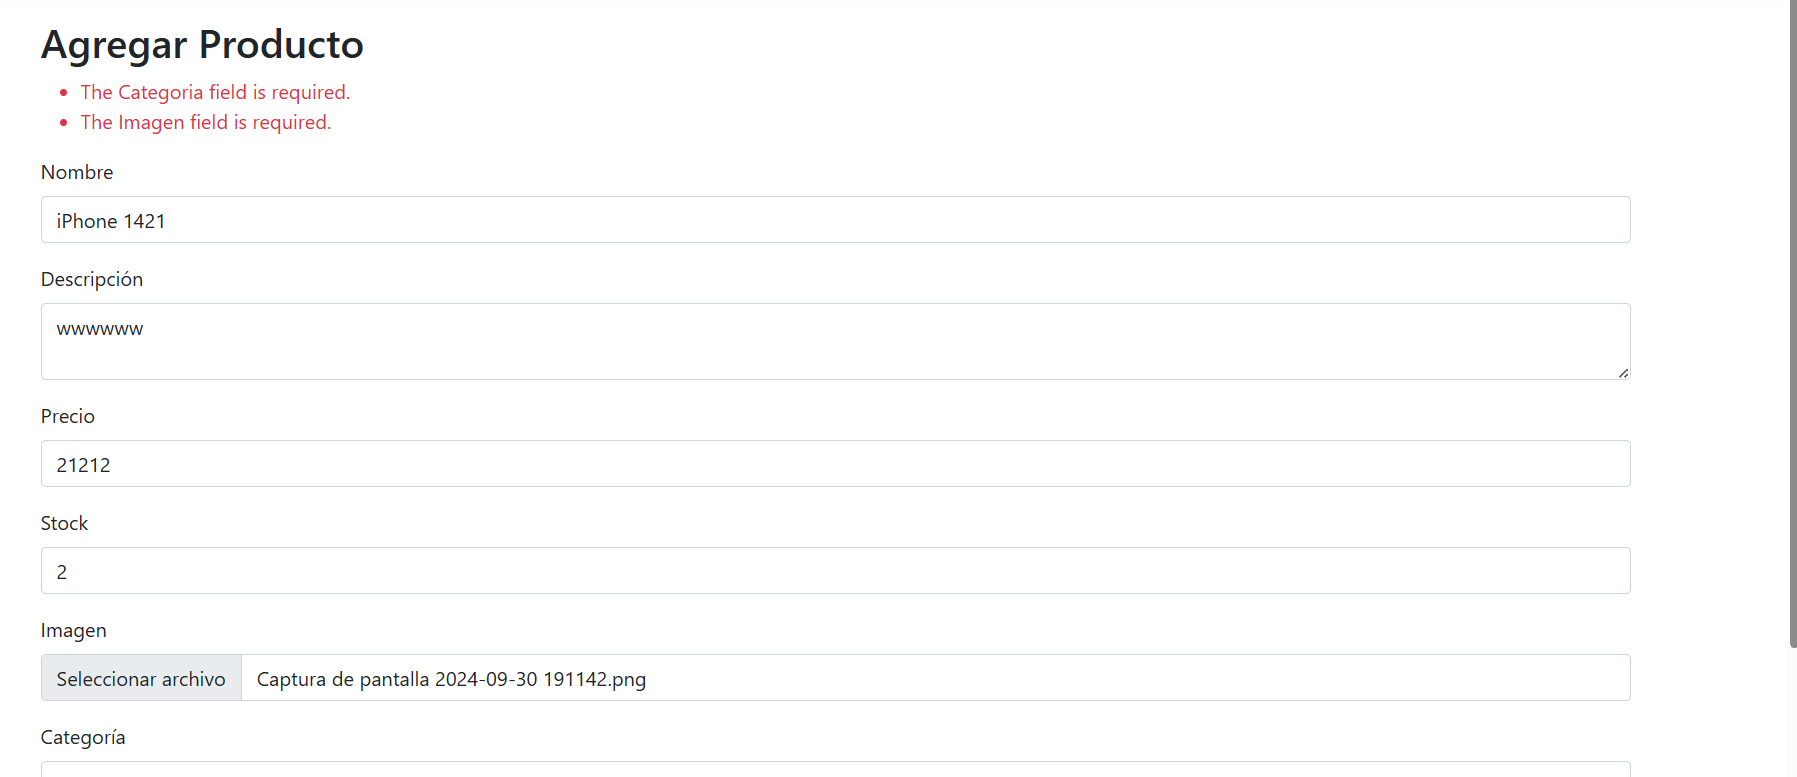 Agregar Producto
The Categoria field is required.
The Imagen field is required.
Nombre
iPhone 1421
Descripción
wwwwww
Precio
21212
Stock
2
Imagen
Seleccionar archivo Captura de pantalla 2024-09-30 191142.png
Categoría